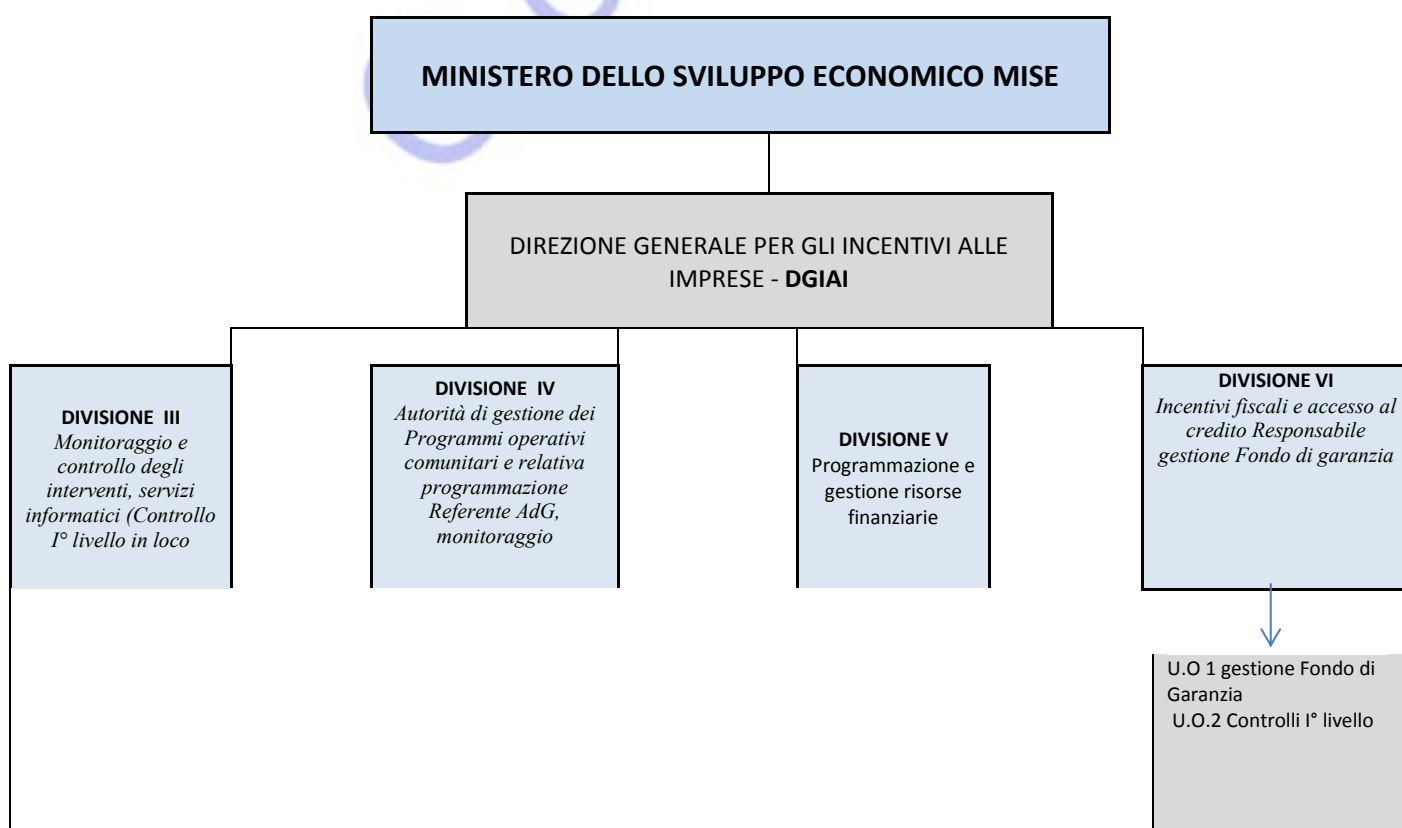 MINISTERO DELLO SVILUPPO ECONOMICO MISE
DIREZIONE GENERALE PER GLI INCENTIVI ALLE
IMPRESE - DGIAI
DIVISIONE III
Monitoraggio e
controllo degli
interventi, servizi
informatici (Controllo
I° livello in loco
DIVISIONE IV
Autorità di gestione dei
Programmi operativi
comunitari e relativa
programmazione
Referente AdG,
monitoraggio
DIVISIONE V
Programmazione e
gestione risorse
finanziarie
DIVISIONE VI
Incentivi fiscali e accesso al
credito Responsabile
gestione Fondo di garanzia
U.O 1 gestione Fondo di
Garanzia
U.O.2 Controlli I° livello